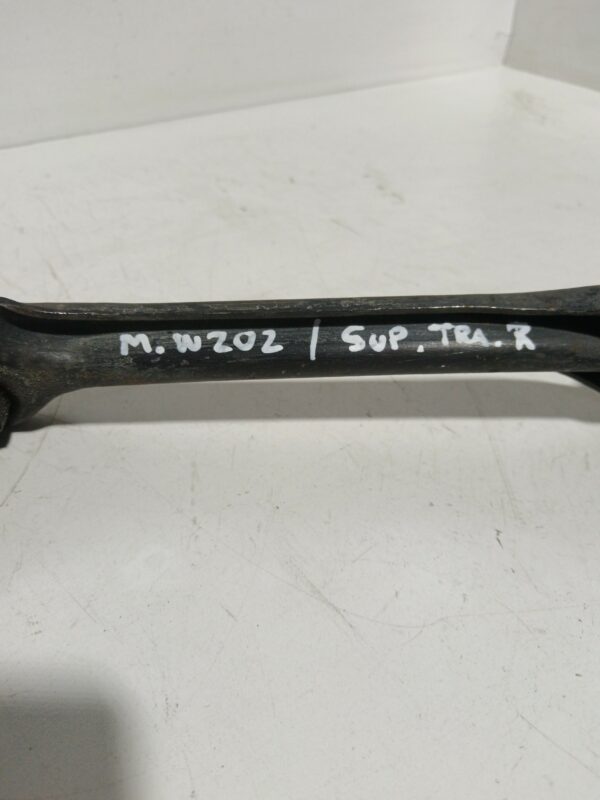 M. W202 / SUP. TRA. R